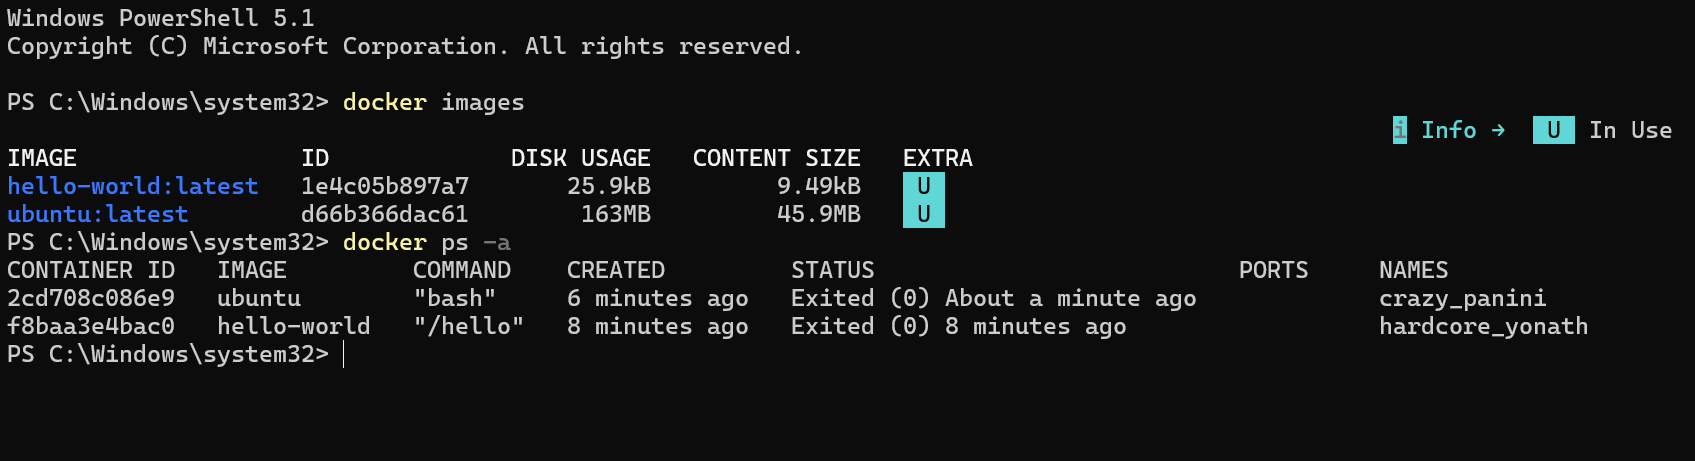 Windows PowerShell 5.1
Copyright (C) Microsoft Corporation. All rights reserved.
PS C:\Windows\system32> docker images
i Info → U In Use
IMAGE ID DISK USAGE CONTENT SIZE EXTRA
hello-world:latest 1e4c05b897a7 25.9kB 9.49kB U
ubuntu:latest d66b366dac61 163MB 45.9MB U
PS C:\Windows\system32> docker ps -a
CONTAINER ID IMAGE COMMAND CREATED STATUS PORTS NAMES
2cd708c086e9 ubuntu "bash" 6 minutes ago Exited (0) About a minute ago crazy_panini
f8baa3e4bac0 hello-world "/hello" 8 minutes ago Exited (0) 8 minutes ago hardcore_yonath
PS C:\Windows\system32>